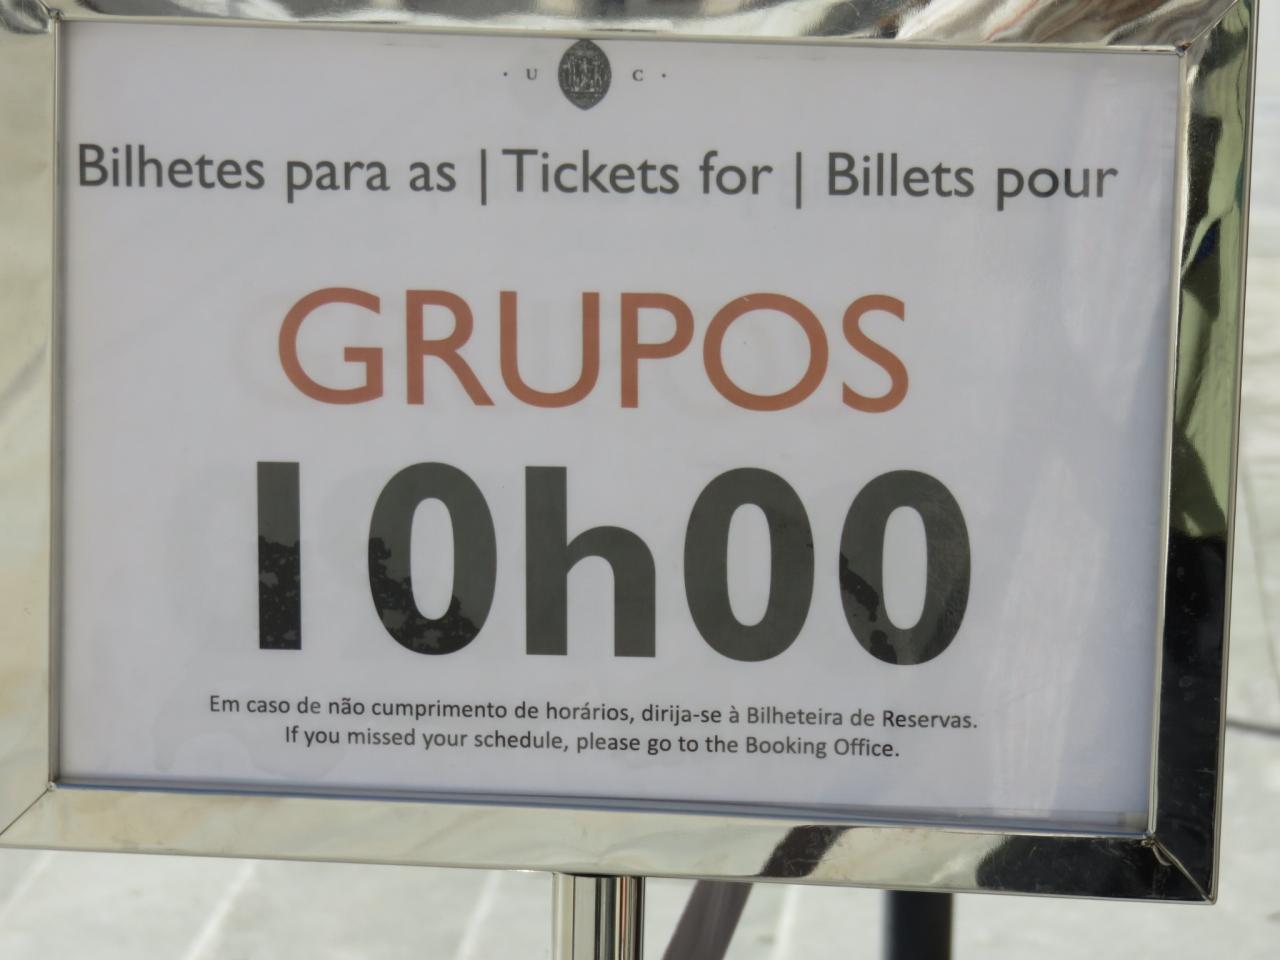 · U C ·
Bilhetes para as | Tickets for | Billets pour
GRUPOS
10h00
Em caso de não cumprimento de horários, dirija-se à Bilheteira de Reservas.
If you missed your schedule, please go to the Booking Office.